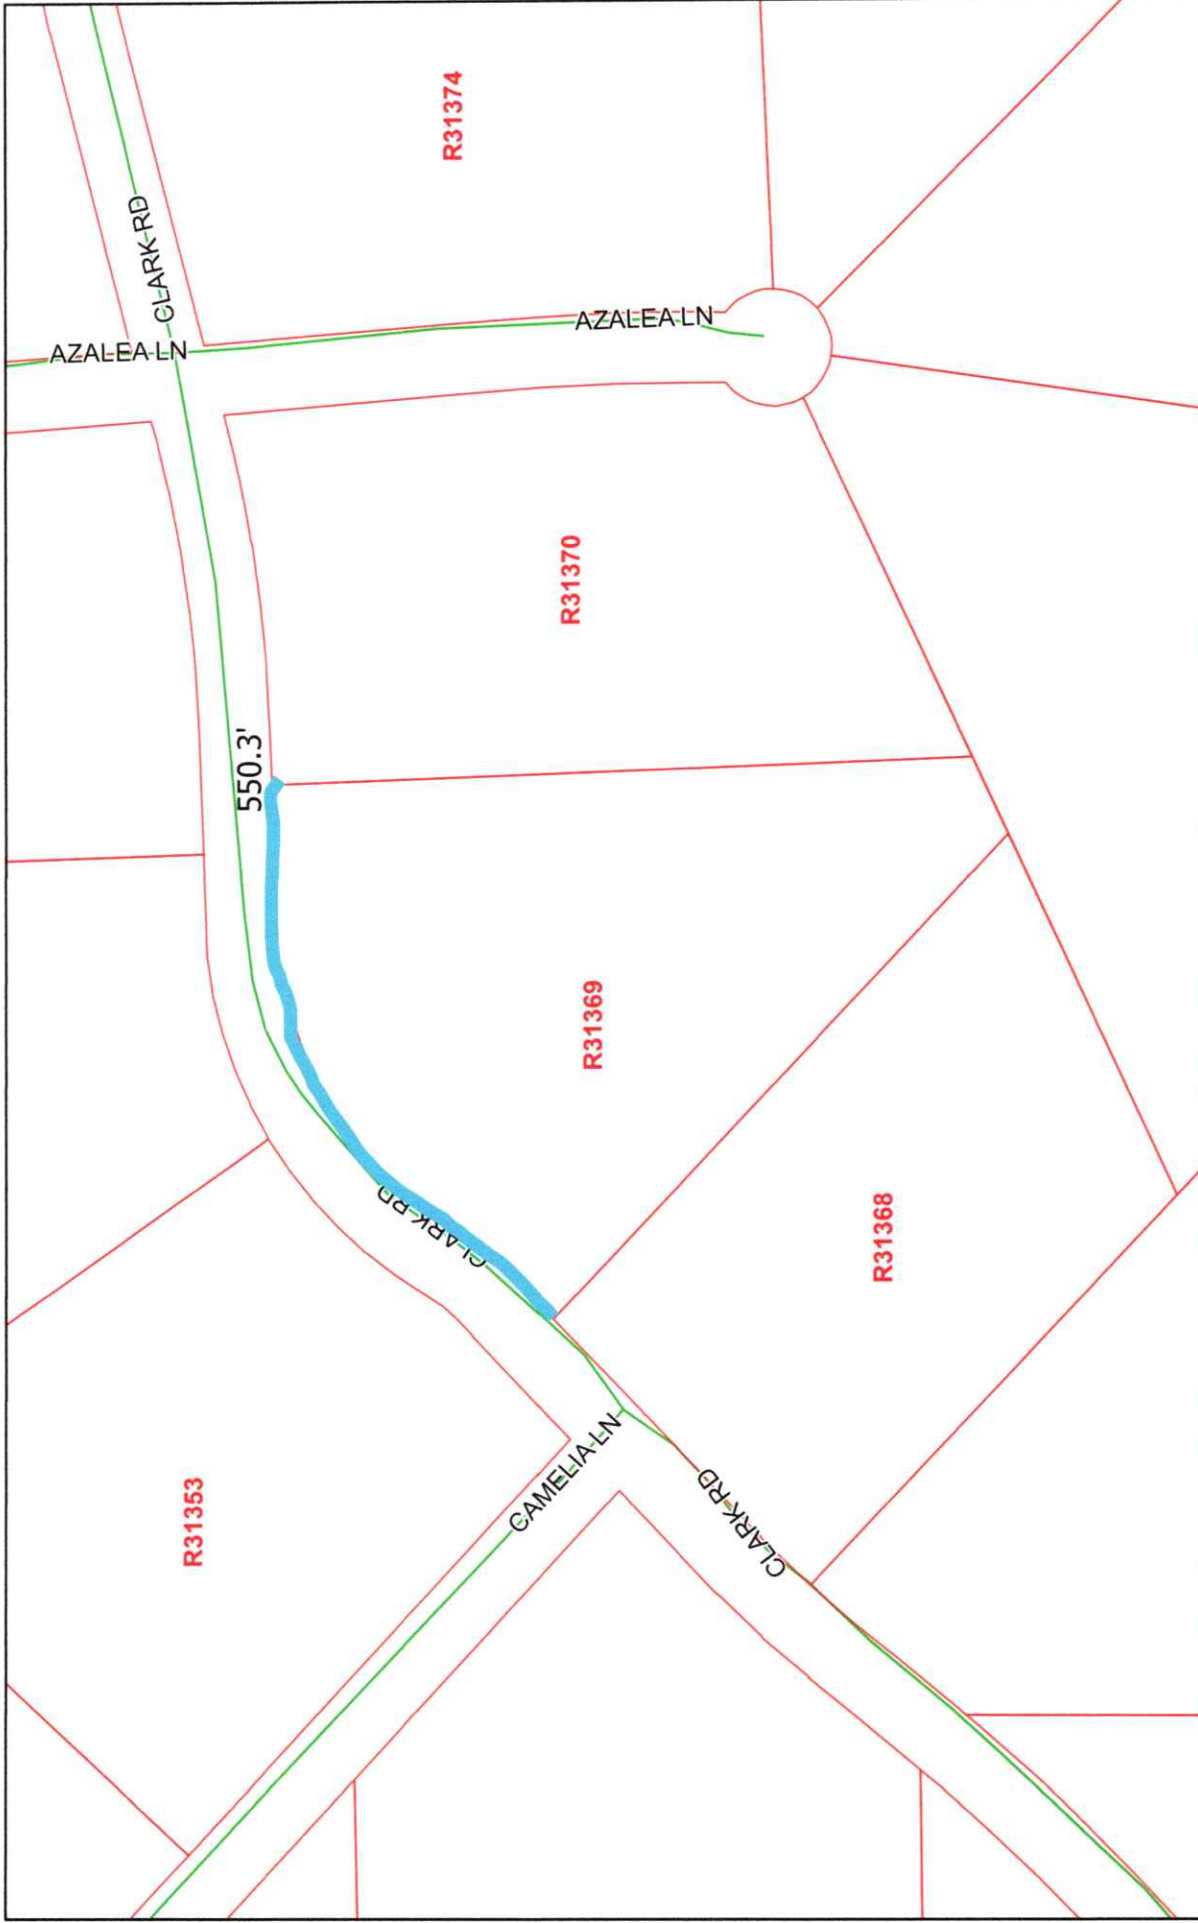 R31374
CLARK RD
AZALEA LN
AZALEA LN
R31370
550.3'
R31369
CLARK RD
R31368
CAMELIA LN
R31353
CLARK RD